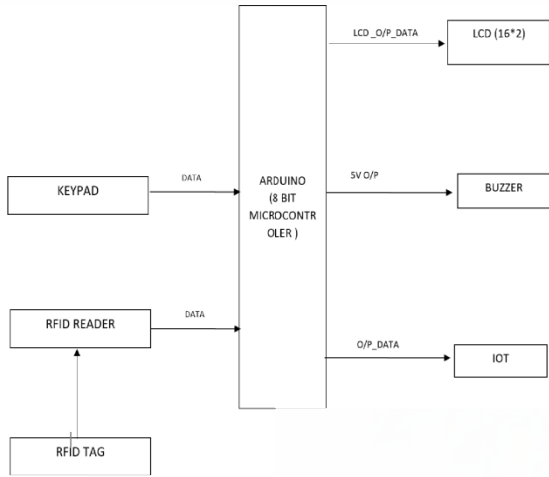 LCD _O/P_DATA
LCD (16*2)
DATA
KEYPAD
ARDUINO
(8 BIT
MICROCONTR
OLER )
5V O/P
BUZZER
RFID READER
DATA
O/P_DATA
IOT
RFID TAG